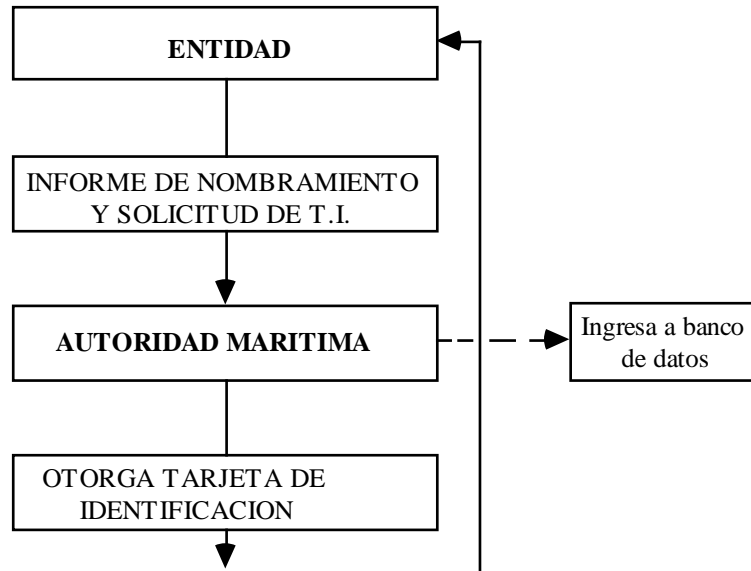 ENTIDAD
INFORME DE NOMBRAMIENTO
Y SOLICITUD DE T.I.
AUTORIDAD MARITIMA
Ingresa a banco
de datos
OTORGA TARJETA DE
IDENTIFICACION